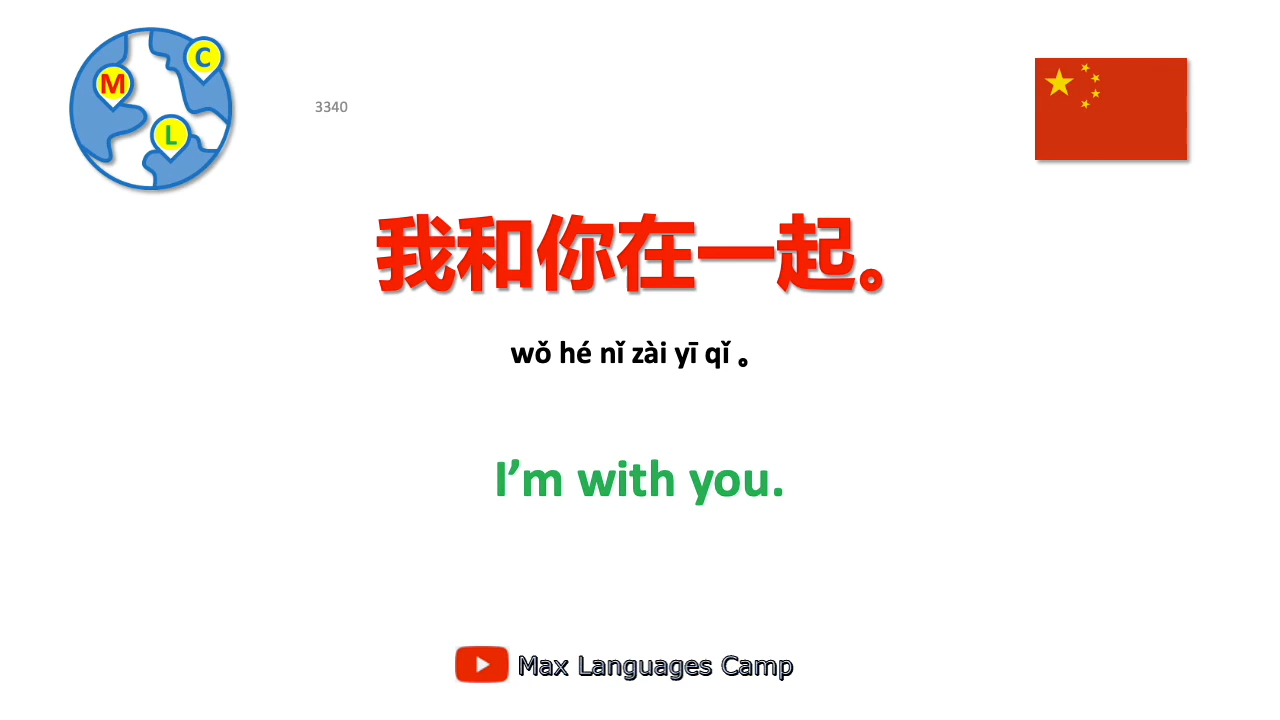 C
M
L
3340
我和你在一起。
wǒ hé nǐ zài yī qǐ 。
I’m with you.
Max Languages Camp